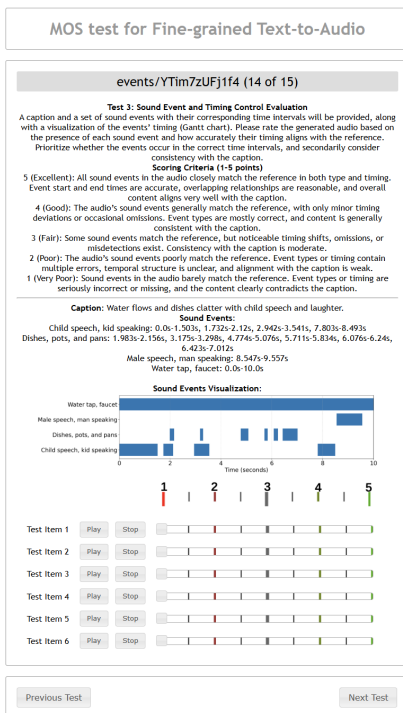 MOS test for Fine-grained Text-to-Audio
events/YTim7zUFj1f4 (14 of 15)
Test 3: Sound Event and Timing Control Evaluation
A caption and a set of sound events with their corresponding time intervals will be provided, along
with a visualization of the events' timing (Gantt chart). Please rate the generated audio based on
the presence of each sound event and how accurately their timing aligns with the reference.
Prioritize whether the events occur in the correct time intervals, and secondarily consider
consistency with the caption.
Scoring Criteria (1-5 points)
5 (Excellent): All sound events in the audio closely match the reference in both type and timing.
Event start and end times are accurate, overlapping relationships are reasonable, and overall
content aligns very well with the caption.
4 (Good): The audio's sound events generally match the reference, with only minor timing
deviations or occasional omissions. Event types are mostly correct, and content is generally
consistent with the caption.
3 (Fair): Some sound events match the reference, but noticeable timing shifts, omissions, or
misdetections exist. Consistency with the caption is moderate.
2 (Poor): The audio's sound events poorly match the reference. Event types or timing contain
multiple errors, temporal structure is unclear, and alignment with the caption is weak.
1 (Very Poor): Sound events in the audio barely match the reference. Event types or timing are
seriously incorrect or missing, and the content clearly contradicts the caption.
Caption: Water flows and dishes clatter with child speech and laughter.
Sound Events:
Child speech, kid speaking: 0.0s-1.503s, 1.732s-2.12s, 2.942s-3.541s, 7.803s-8.493s
Dishes, pots, and pans: 1.983s-2.156s, 3.175s-3.298s, 4.774s-5.076s, 5.711s-5.834s, 6.076s-6.24s,
6.423s-7.012s
Male speech, man speaking: 8.547s-9.557s
Water tap, faucet: 0.0s-10.0s
Sound Events Visualization:
Water tap, faucet
Male speech, man speaking
Dishes, pots, and pans
Child speech, kid speaking
0 2 4 6 8 10
Time (seconds)
1 2 3 4 5
Test Item 1 Play Stop
Test Item 2 Play Stop
Test Item 3 Play Stop
Test Item 4 Play Stop
Test Item 5 Play Stop
Test Item 6 Play Stop
Previous Test Next Test